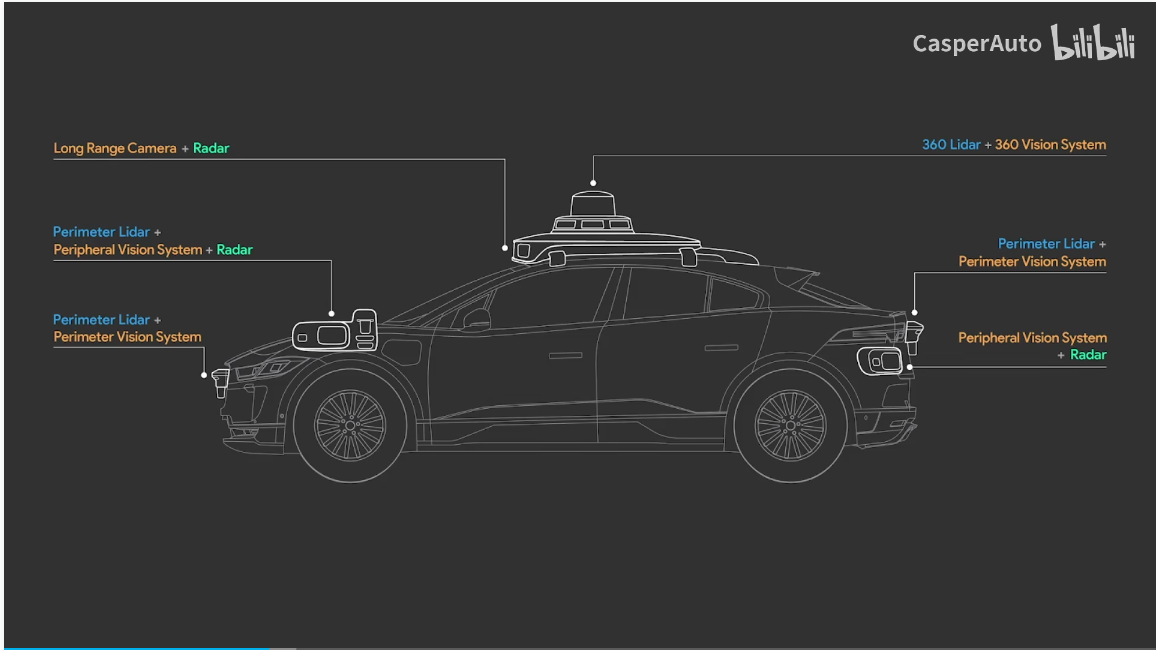 CasperAuto bilibili
Long Range Camera + Radar
360 Lidar + 360 Vision System
Perimeter Lidar +
Peripheral Vision System + Radar
Perimeter Lidar +
Perimeter Vision System
Perimeter Lidar +
Perimeter Vision System
Peripheral Vision System
+ Radar